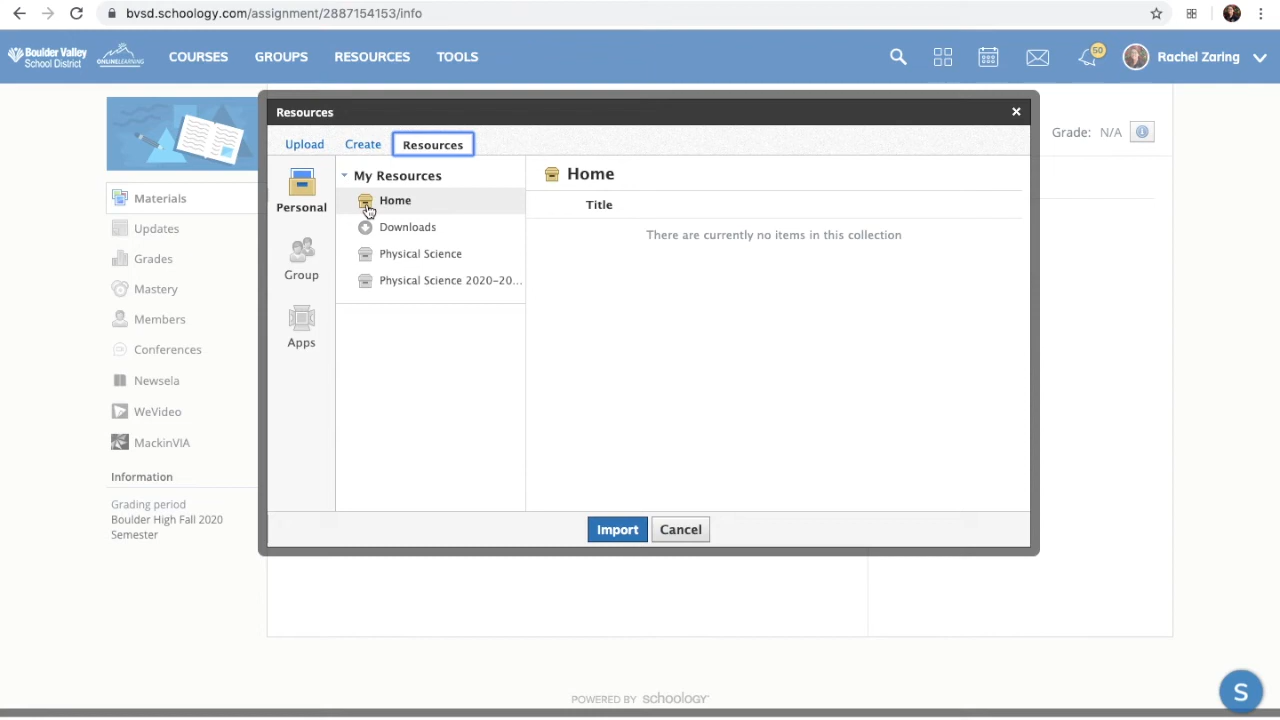 bvsd.schoology.com/assignment/2887154153/info
Boulder Valley
School District
ONLINELEARNING
COURSES
GROUPS
RESOURCES
TOOLS
50
Rachel Zaring
Resources
Upload
Create
Resources
Grade: N/A
Personal
Group
Apps
My Resources
Home
Downloads
Physical Science
Physical Science 2020-20...
Home
Title
There are currently no items in this collection
Import
Cancel
Materials
Updates
Grades
Mastery
Members
Conferences
Newsela
WeVideo
MackinVIA
Information
Grading period
Boulder High Fall 2020
Semester
POWERED BY schoology
S